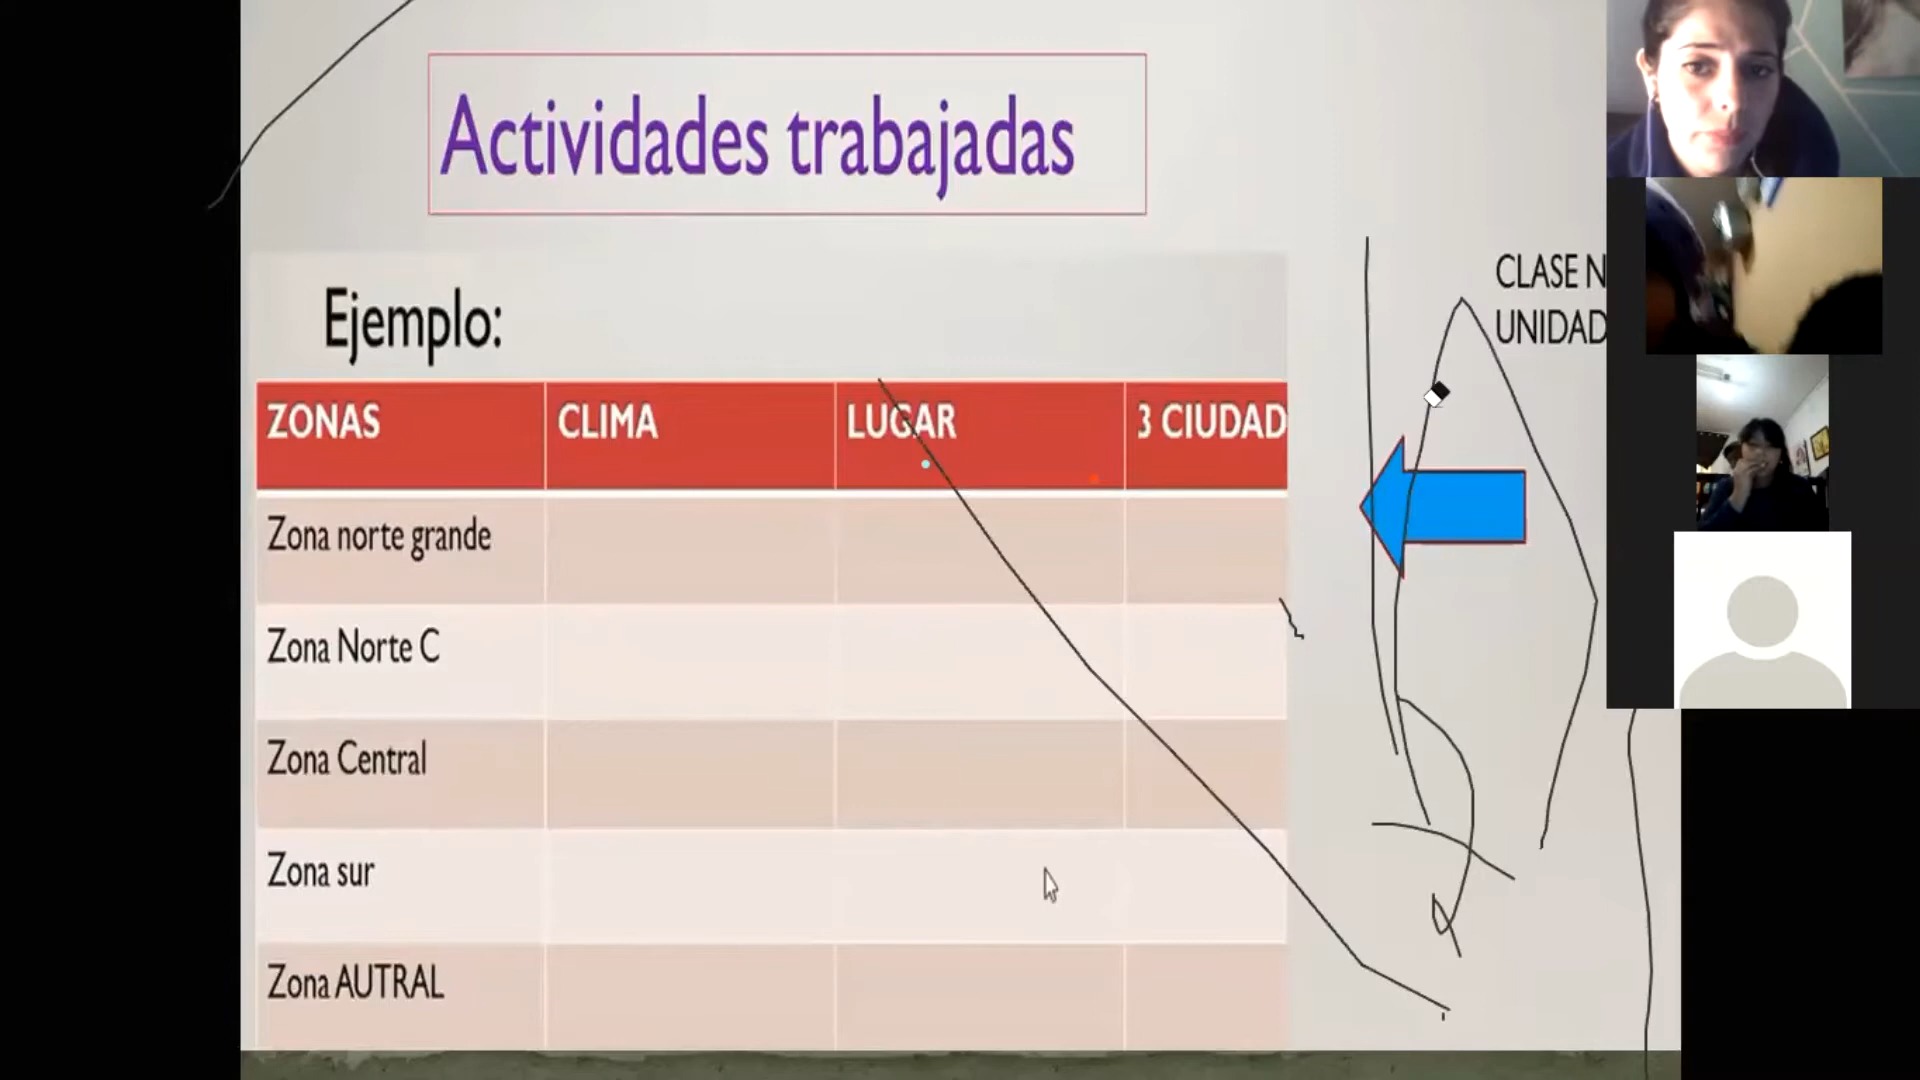 Actividades trabajadas
Ejemplo:
CLASE N
UNIDAD
ZONAS CLIMA LUGAR 3 CIUDAD
Zona norte grande
Zona Norte C
Zona Central
Zona sur
Zona AUTRAL